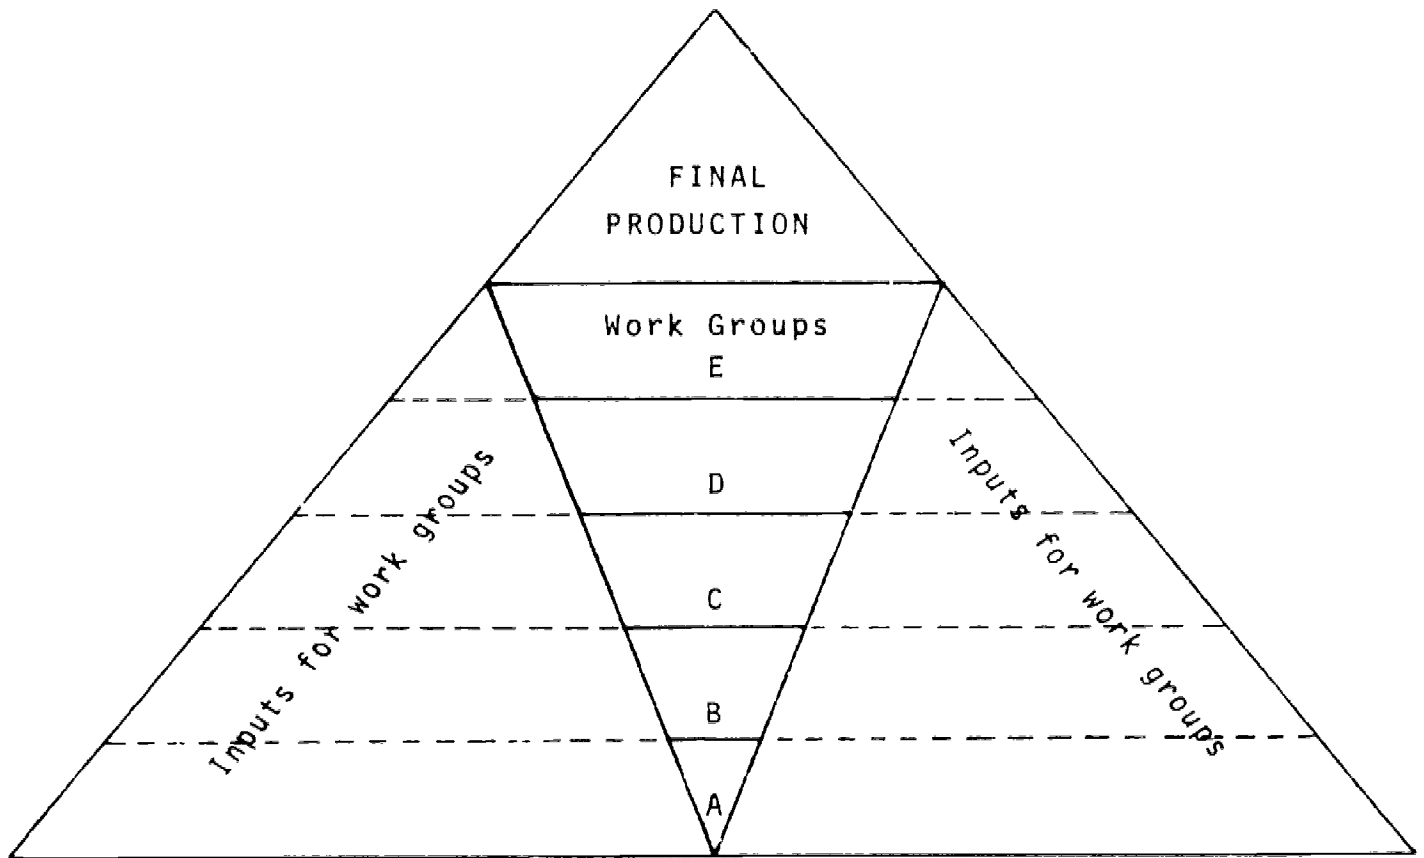 FINAL
PRODUCTION
Work Groups
E
D
C
B
A
Inputs for work groups
Inputs for work groups